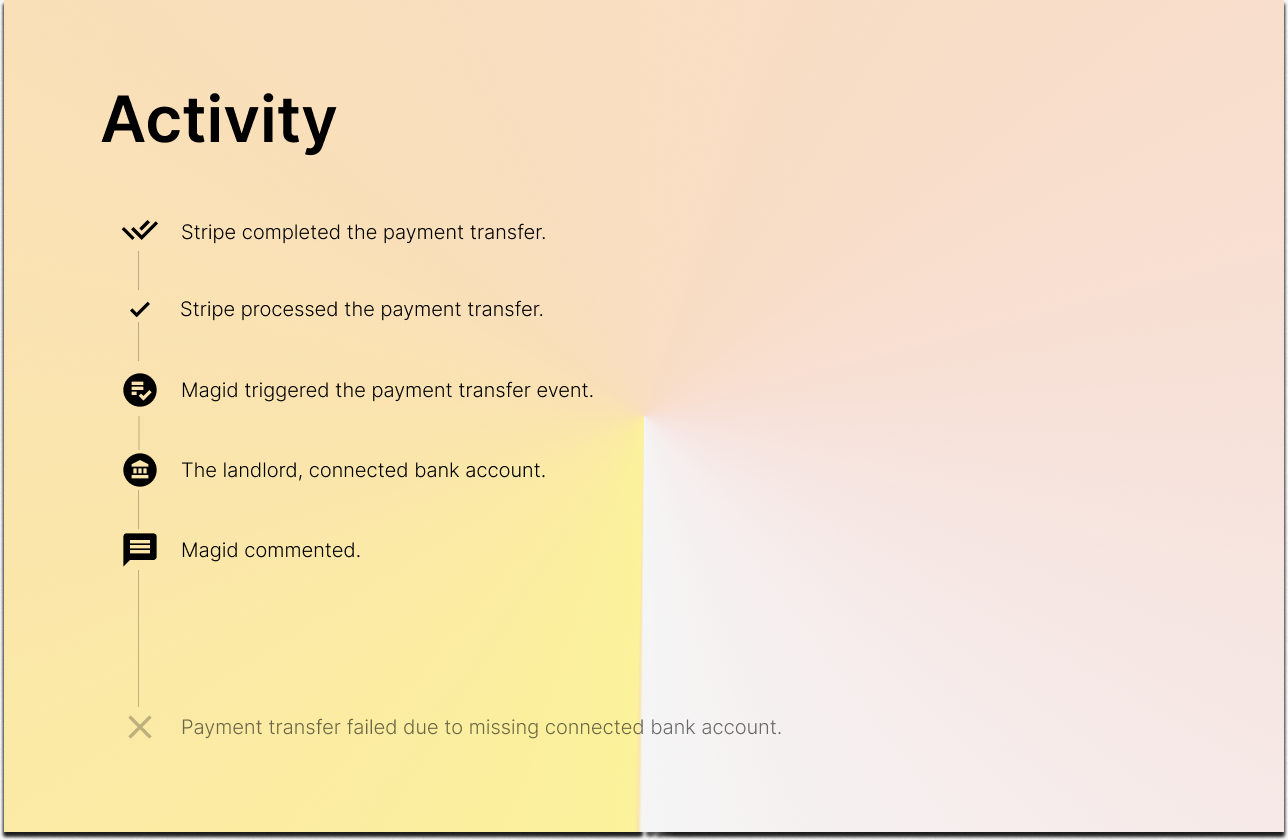 Activity
Stripe completed the payment transfer.
Stripe processed the payment transfer.
Magid triggered the payment transfer event.
The landlord, connected bank account.
Magid commented.
Payment transfer failed due to missing connected bank account.